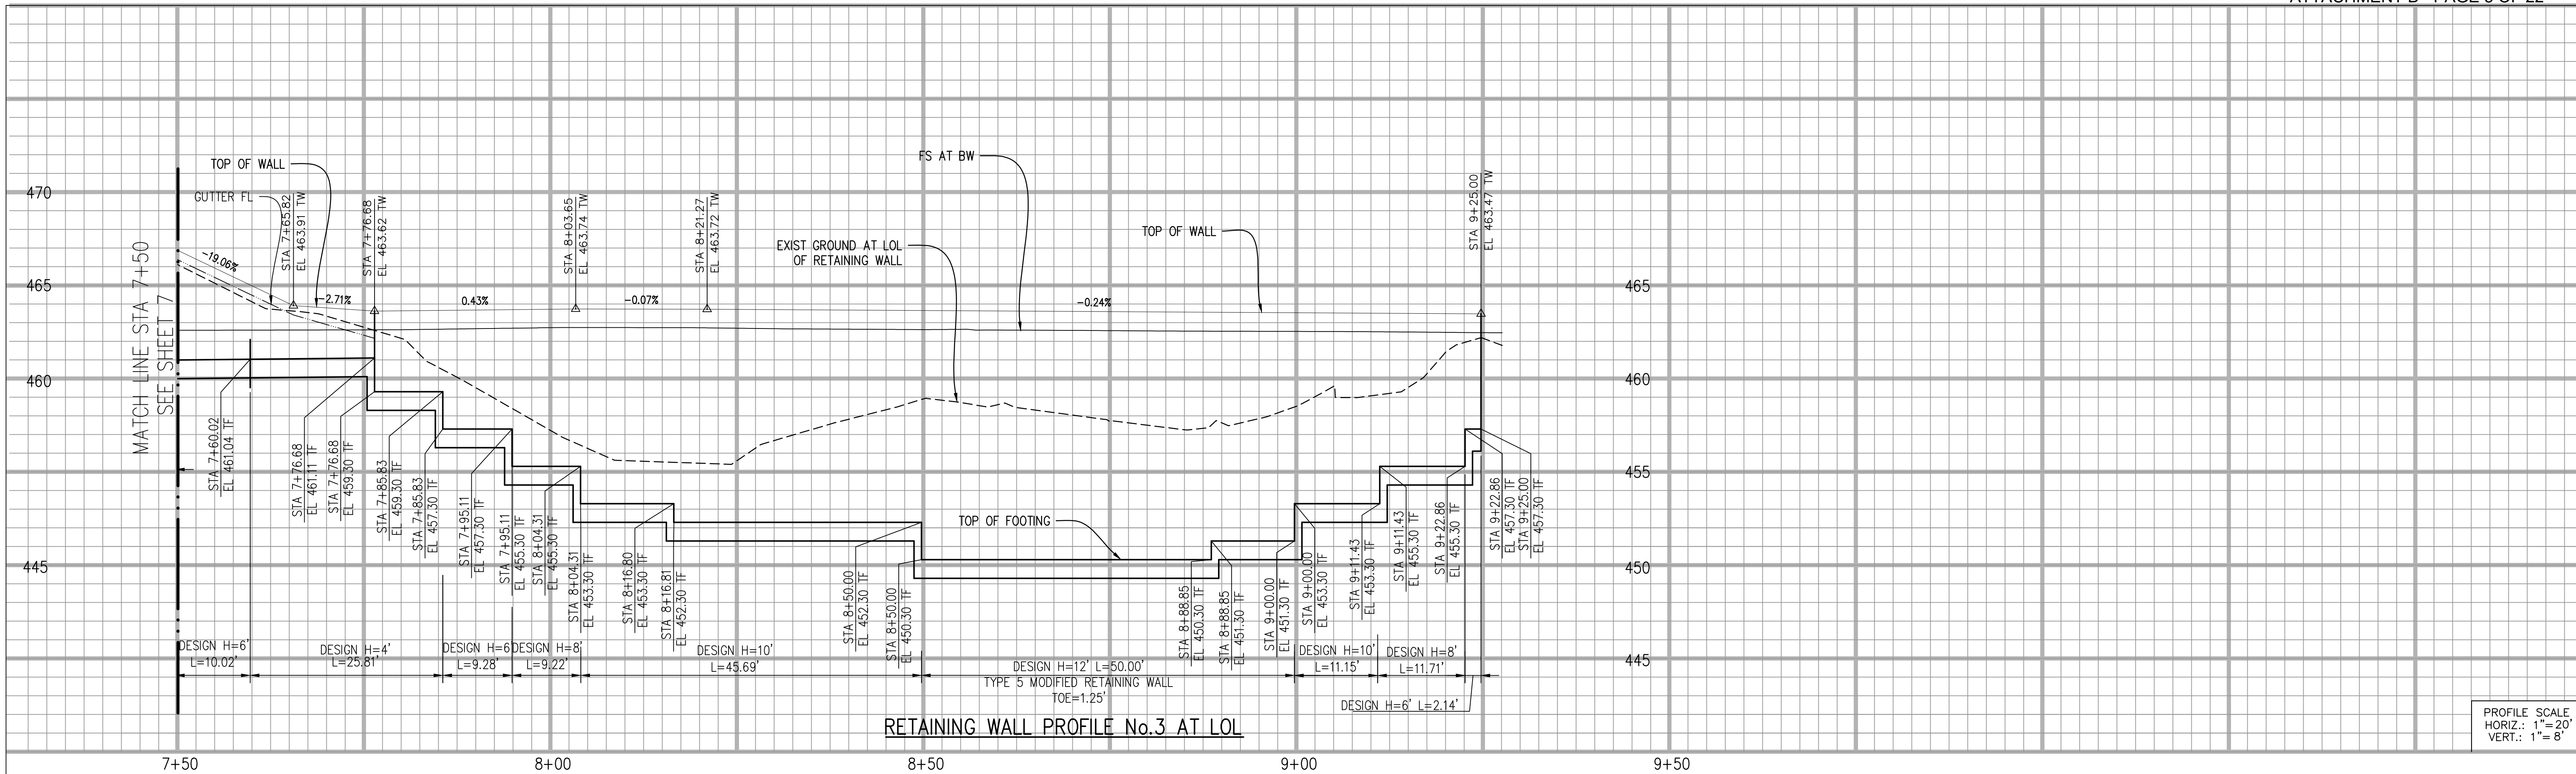 TOP OF WALL
GUTTER FL
STA 7+65.82
EL 463.91 TW
STA 7+76.68
EL 463.62 TW
STA 8+03.65
EL 463.74 TW
STA 8+21.27
EL 463.72 TW
FS AT BW
EXIST GROUND AT LOL
OF RETAINING WALL
TOP OF WALL
STA 9+25.00
EL 463.47 TW
470
465
460
445
465
460
455
450
445
-19.06%
-2.71%
0.43%
-0.07%
-0.24%
MATCH LINE STA 7+50
SEE SHEET 7
STA 7+60.02
EL 461.04 TF
STA 7+76.68
EL 461.11 TF
STA 7+76.68
EL 459.30 TF
STA 7+85.83
EL 459.30 TF
STA 7+85.83
EL 457.30 TF
STA 7+95.11
EL 457.30 TF
STA 7+95.11
EL 455.30 TF
STA 8+04.31
EL 455.30 TF
STA 8+04.31
EL 453.30 TF
STA 8+16.80
EL 453.30 TF
STA 8+16.81
EL 452.30 TF
STA 8+50.00
EL 452.30 TF
STA 8+50.00
EL 450.30 TF
TOP OF FOOTING
STA 8+88.85
EL 450.30 TF
STA 8+88.85
EL 451.30 TF
STA 9+00.00
EL 451.30 TF
STA 9+00.00
EL 453.30 TF
STA 9+11.43
EL 453.30 TF
STA 9+11.43
EL 455.30 TF
STA 9+22.86
EL 455.30 TF
STA 9+22.86
EL 457.30 TF
STA 9+25.00
EL 457.30 TF
DESIGN H=6'
L=10.02'
DESIGN H=4'
L=25.81'
DESIGN H=6
L=9.28'
DESIGN H=8'
L=9.22'
DESIGN H=10'
L=45.69'
DESIGN H=12' L=50.00'
TYPE 5 MODIFIED RETAINING WALL
TOE=1.25'
DESIGN H=10'
L=11.15'
DESIGN H=8'
L=11.71'
DESIGN H=6' L=2.14'
RETAINING WALL PROFILE No.3 AT LOL
7+50
8+00
8+50
9+00
9+50
PROFILE SCALE
HORIZ.: 1"=20'
VERT.: 1"= 8'